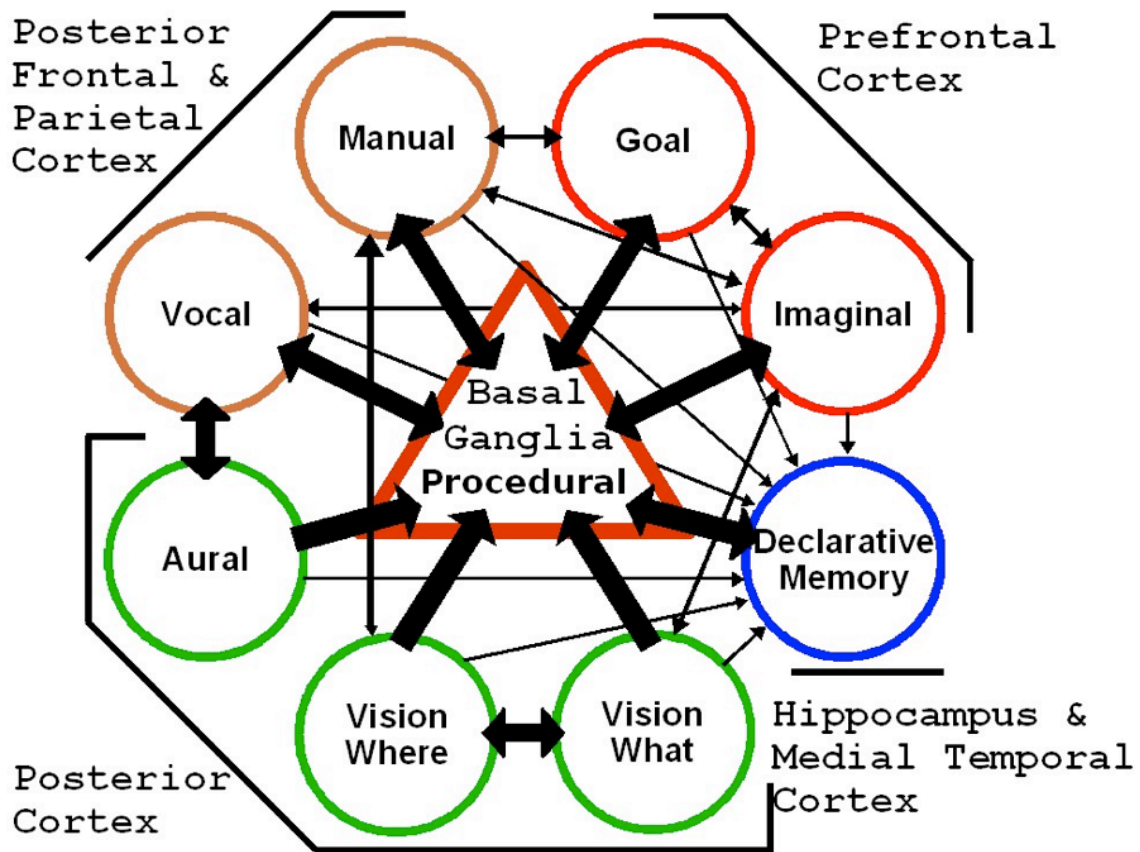 Posterior
Frontal &
Parietal
Cortex
Prefrontal
Cortex
Manual
Goal
Vocal
Imaginal
Basal
Ganglia
Procedural
Aural
Declarative
Memory
Vision
Where
Vision
What
Hippocampus &
Medial Temporal
Cortex
Posterior
Cortex